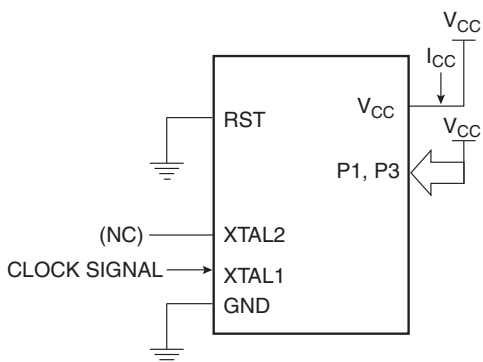 VCC
ICC
VCC
VCC
RST
P1, P3
(NC)
XTAL2
CLOCK SIGNAL
XTAL1
GND